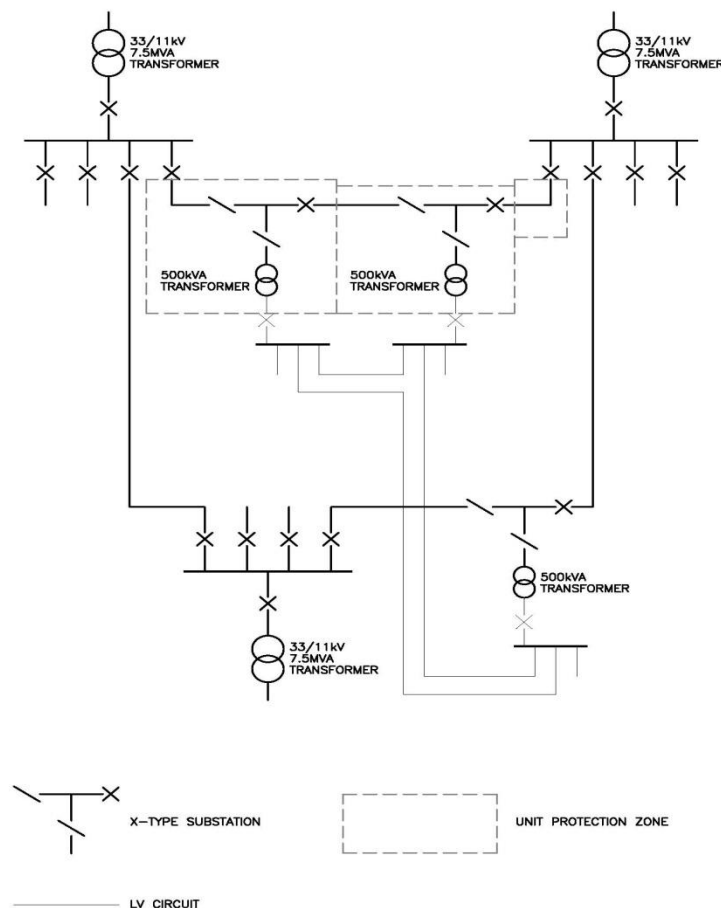 33/11kV
7.5MVA
TRANSFORMER
33/11kV
7.5MVA
TRANSFORMER
500kVA
TRANSFORMER
500kVA
TRANSFORMER
500kVA
TRANSFORMER
33/11kV
7.5MVA
TRANSFORMER
X-TYPE SUBSTATION
UNIT PROTECTION ZONE
LV CIRCUIT